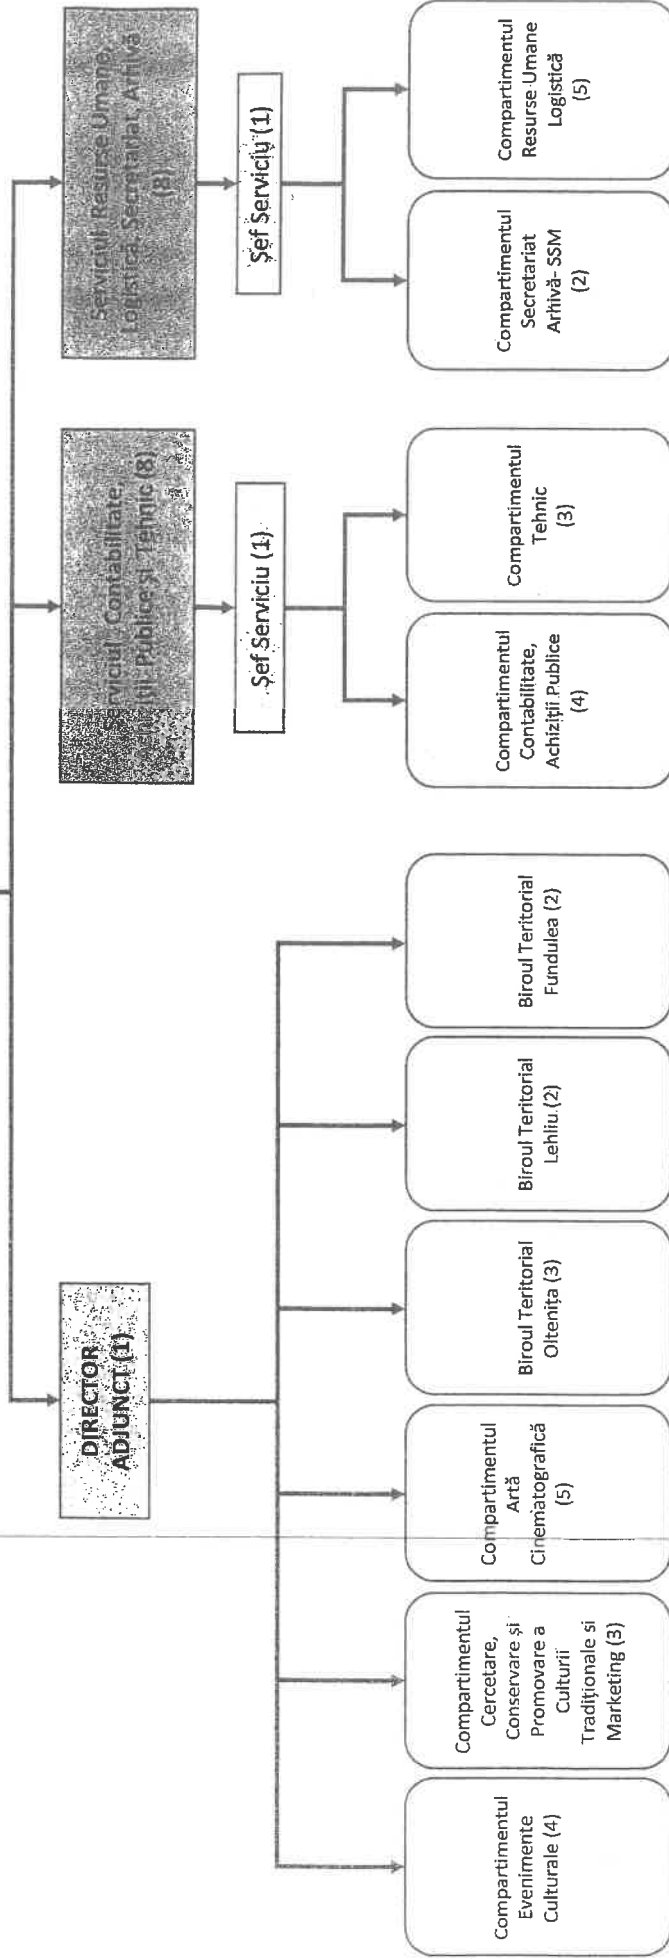 DIRECTOR
ADJUNCT (1)
Serviciul Contabilitate,
Achiziții Publice și Tehnic (8)
Serviciul Resurse Umane,
Logistică, Secretariat, Arhivă
(8)
Șef Serviciu (1)
Șef Serviciu (1)
Compartimentul
Evenimente
Culturale (4)
Compartimentul
Cercetare,
Conservare și
Promovare a
Culturii
Tradiționale si
Marketing (3)
Compartimentul
Artă
Cinematografică
(5)
Biroul Teritorial
Oltenița (3)
Biroul Teritorial
Lehliu (2)
Biroul Teritorial
Fundulea (2)
Compartimentul
Contabilitate,
Achiziții Publice
(4)
Compartimentul
Tehnic
(3)
Compartimentul
Secretariat
Arhivă- SSM
(2)
Compartimentul
Resurse Umane
Logistică
(5)